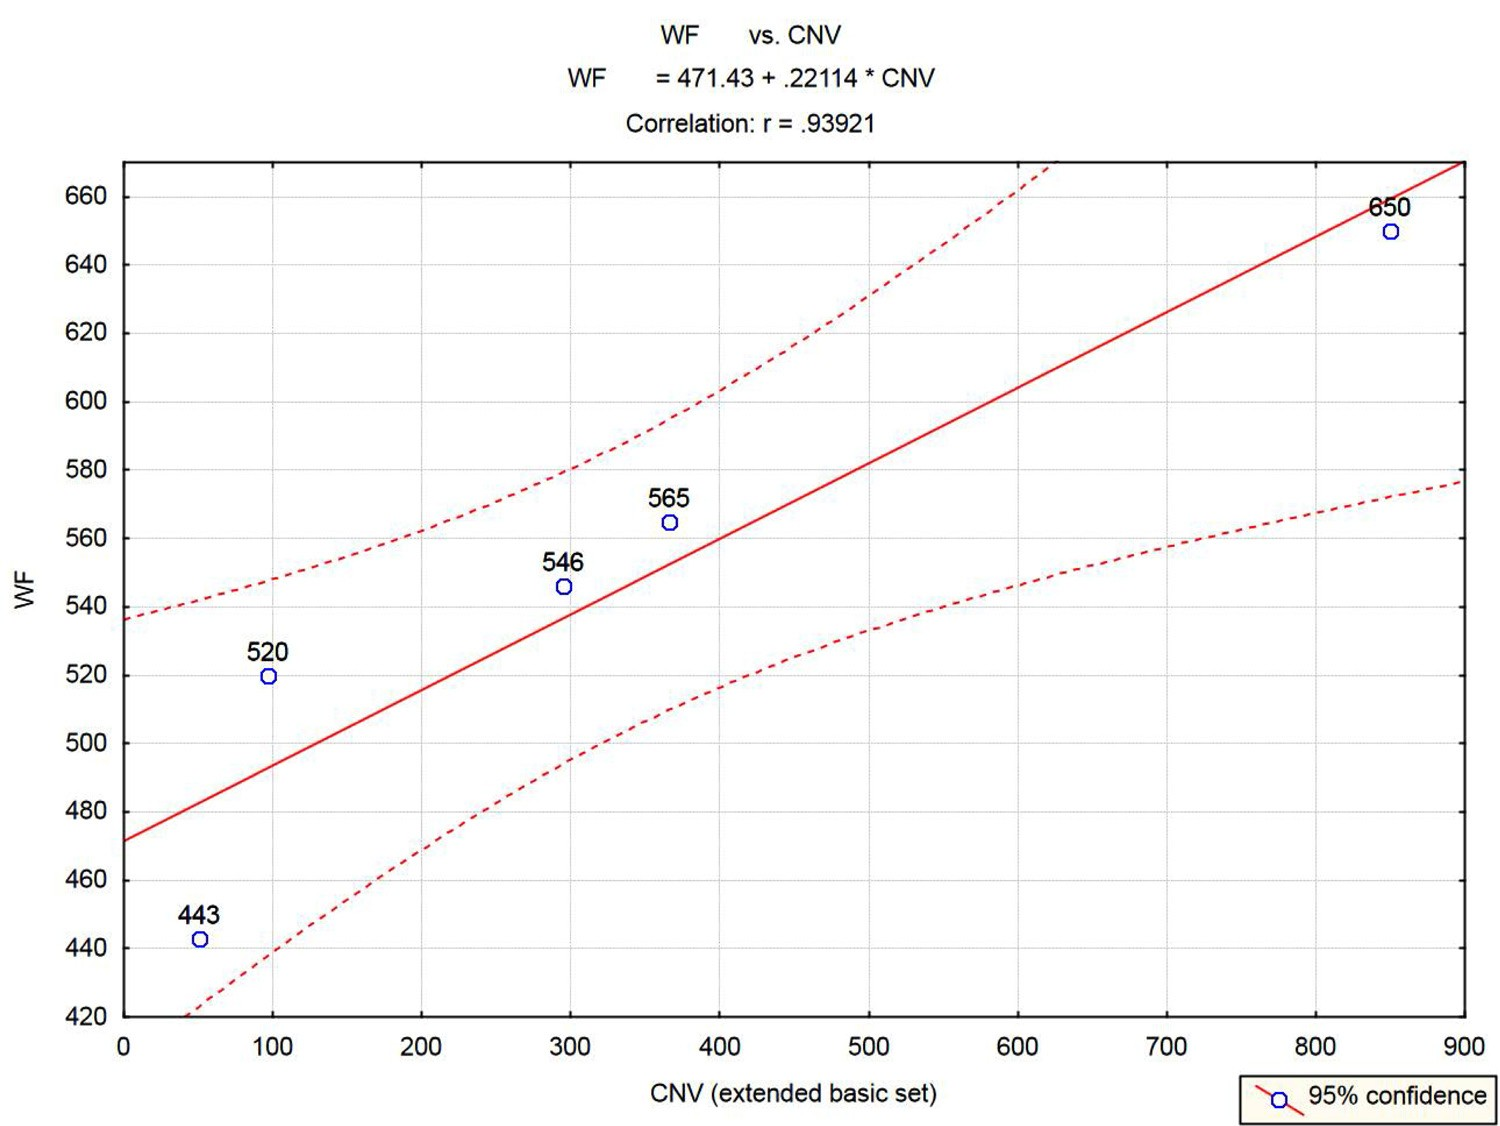 WF vs. CNV
WF = 471.43 + .22114 * CNV
Correlation: r = .93921
660
640
620
600
580
560
540
520
500
480
460
440
420
WF
650
565
546
520
443
0 100 200 300 400 500 600 700 800 900
CNV (extended basic set)
95% confidence